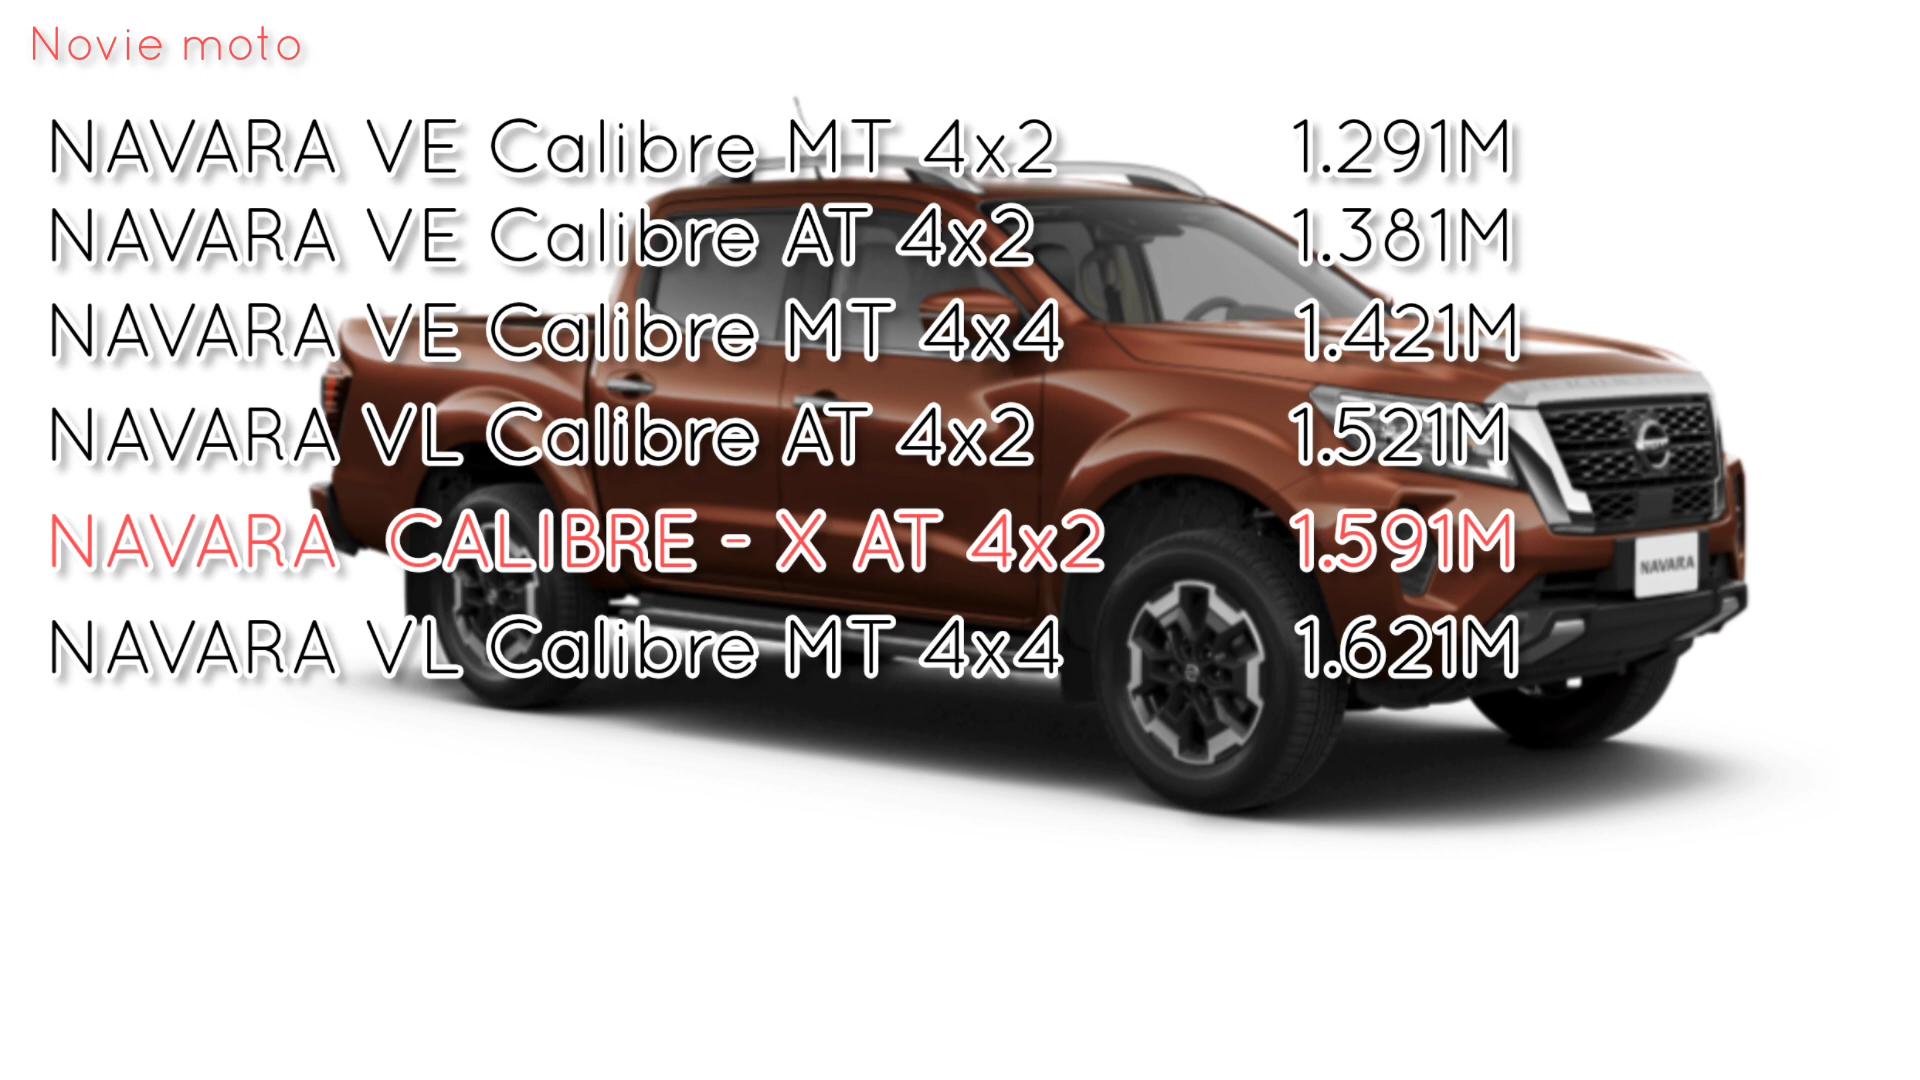 Novie moto
NAVARA VE Calibre MT 4x2 1.291M
NAVARA VE Calibre AT 4x2 1.381M
NAVARA VE Calibre MT 4x4 1.421M
NAVARA VL Calibre AT 4x2 1.521M
NAVARA CALIBRE - X AT 4x2 1.591M
NAVARA
NAVARA VL Calibre MT 4x4 1.621M